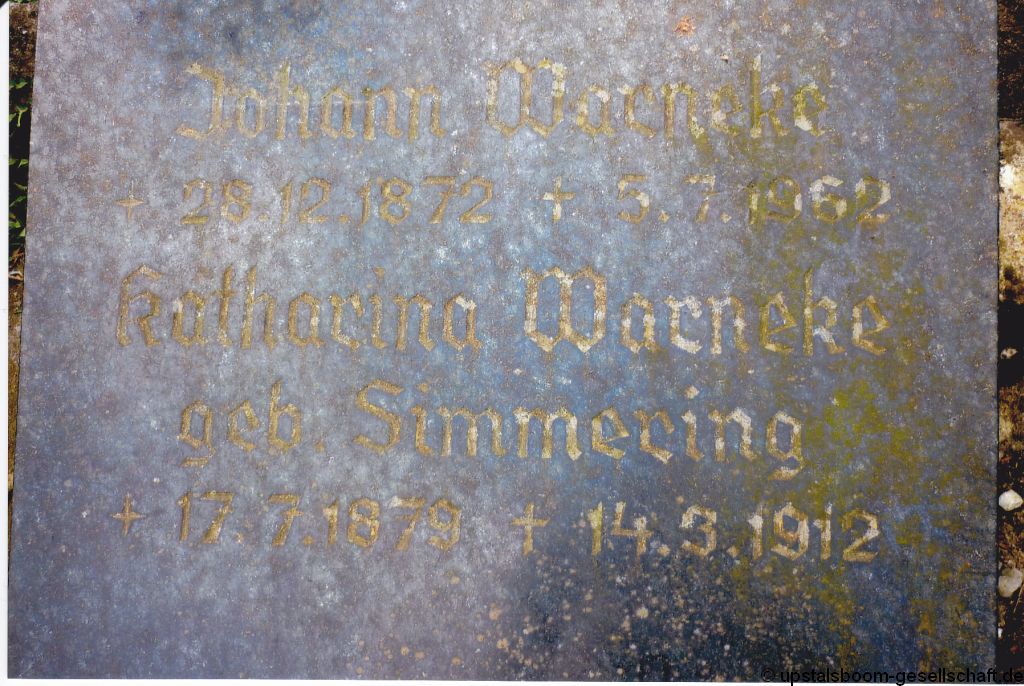 Johann Warneke
+ 28.12.1872 + 5.7.1962
Katharina Warneke
geb. Simmering
+ 17.7.1879 + 14.3.1912
© upstalsboom-gesellschaft.de